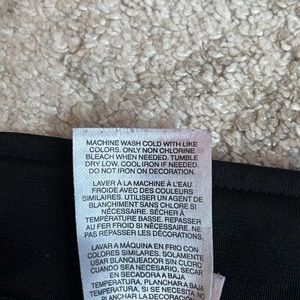 MACHINE WASH COLD WITH LIKE
COLORS. ONLY NON CHLORINE
BLEACH WHEN NEEDED. TUMBLE
DRY LOW. COOL IRON IF NEEDED.
DO NOT IRON ON DECORATION.
LAVER À LA MACHINE À L'EAU
FROIDE AVEC DES COULEURS
SIMILAIRES. UTILISER UN AGENT DE
BLANCHIMENT SANS CHLORE SI
NÉCESSAIRE. SÉCHER À
TEMPÉRATURE BASSE. REPASSER
AU FER FROID SI NÉCESSAIRE. NE
PAS REPASSER LES DÉCORATIONS.
LAVAR A MÁQUINA EN FRÍO CON
COLORES SIMILARES. SOLAMENTE
USAR BLANQUEADOR SIN CLORO
CUANDO SEA NECESARIO, SECAR
EN SECADORA A BAJA
TEMPERATURA, PLANCHAR A BAJA
TEMPERATURA, SI SE NECESITA
PLANCHAR LA DECORACI